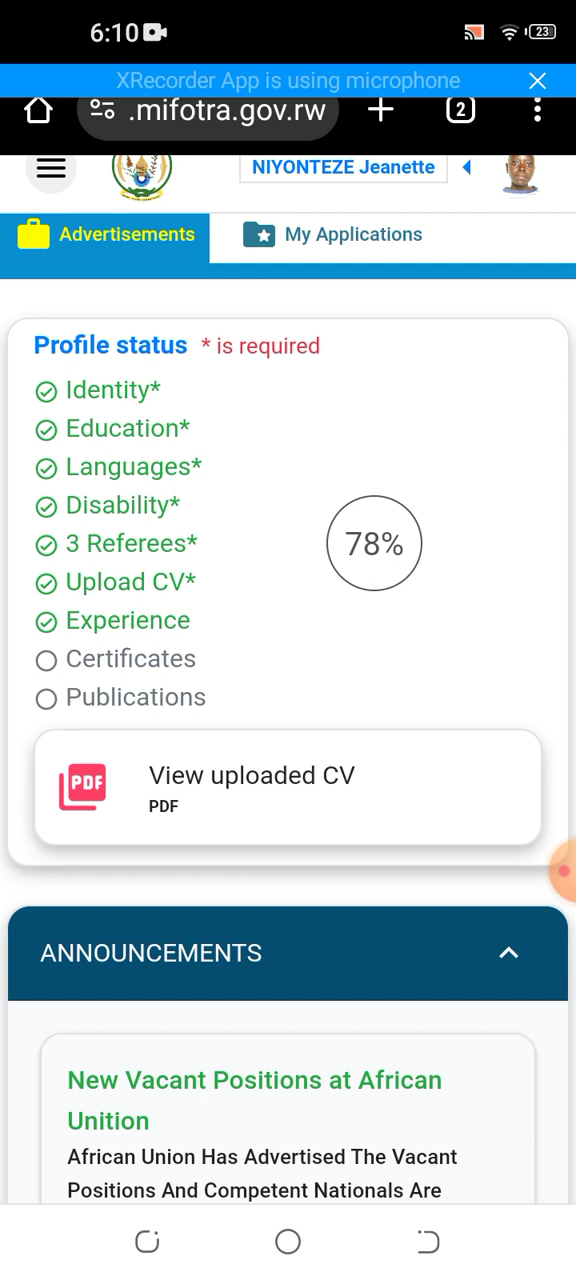 6:10
23
XRecorder App is using microphone
.mifotra.gov.rw
2
NIYONTEZE Jeanette
Advertisements
My Applications
Profile status * is required
Identity*
Education*
Languages*
Disability*
3 Referees*
78%
Upload CV*
Experience
Certificates
Publications
PDF
View uploaded CV
PDF
ANNOUNCEMENTS
New Vacant Positions at African
Unition
African Union Has Advertised The Vacant
Positions And Competent Nationals Are